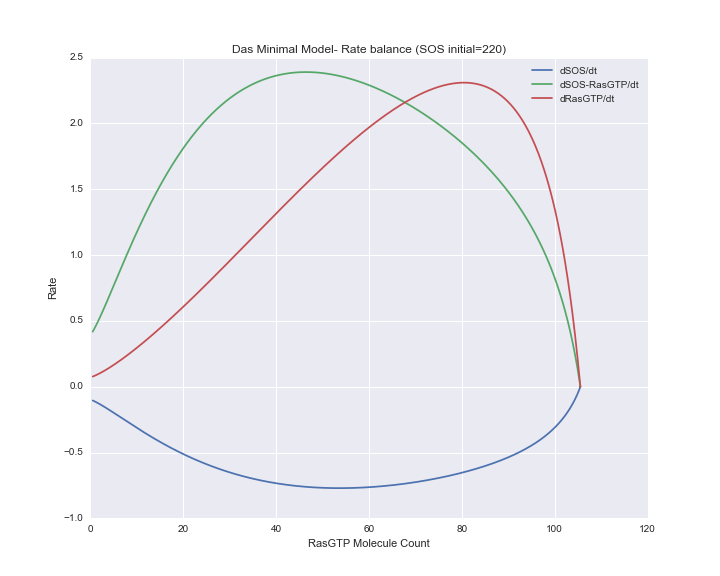 Das Minimal Model- Rate balance (SOS initial=220)
2.5
dSOS/dt
dSOS-RasGTP/dt
dRasGTP/dt
2.0
1.5
1.0
0.5
0.0
−0.5
−1.0
Rate
0 20 40 60 80 100 120
RasGTP Molecule Count